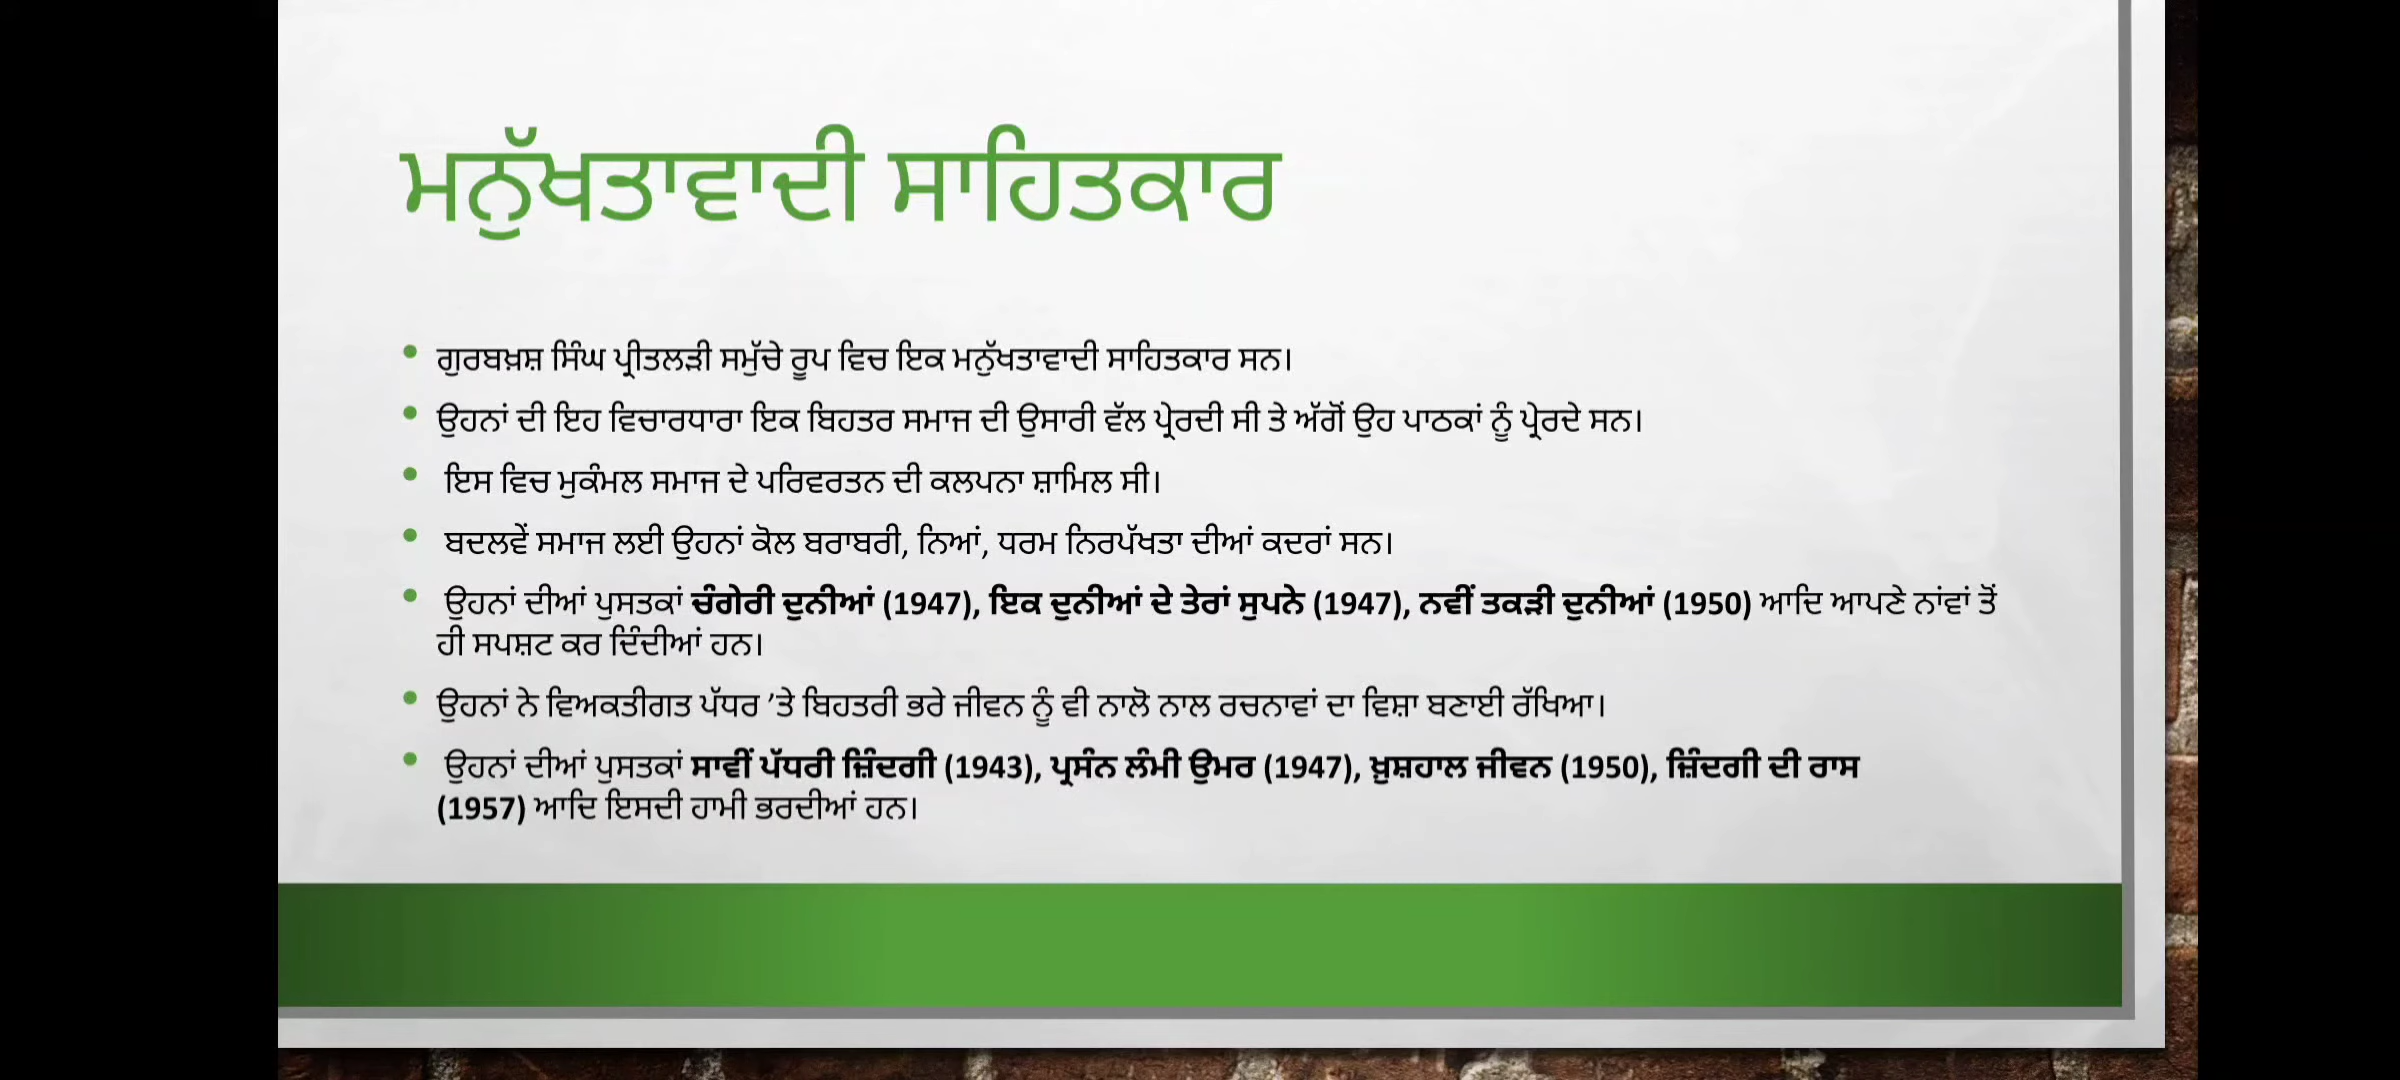 ਮਨੁੱਖਤਾਵਾਦੀ ਸਾਹਿਤਕਾਰ
• ਗੁਰਬਖ਼ਸ਼ ਸਿੰਘ ਪ੍ਰੀਤਲੜੀ ਸਮੁੱਚੇ ਰੂਪ ਵਿਚ ਇਕ ਮਨੁੱਖਤਾਵਾਦੀ ਸਾਹਿਤਕਾਰ ਸਨ।
• ਉਹਨਾਂ ਦੀ ਇਹ ਵਿਚਾਰਧਾਰਾ ਇਕ ਬਿਹਤਰ ਸਮਾਜ ਦੀ ਉਸਾਰੀ ਵੱਲ ਪ੍ਰੇਰਦੀ ਸੀ ਤੇ ਅੱਗੋਂ ਉਹ ਪਾਠਕਾਂ ਨੂੰ ਪ੍ਰੇਰਦੇ ਸਨ।
• ਇਸ ਵਿਚ ਮੁਕੰਮਲ ਸਮਾਜ ਦੇ ਪਰਿਵਰਤਨ ਦੀ ਕਲਪਨਾ ਸ਼ਾਮਿਲ ਸੀ।
• ਬਦਲਵੇਂ ਸਮਾਜ ਲਈ ਉਹਨਾਂ ਕੋਲ ਬਰਾਬਰੀ, ਨਿਆਂ, ਧਰਮ ਨਿਰਪੱਖਤਾ ਦੀਆਂ ਕਦਰਾਂ ਸਨ।
• ਉਹਨਾਂ ਦੀਆਂ ਪੁਸਤਕਾਂ ਚੰਗੇਰੀ ਦੁਨੀਆਂ (1947), ਇਕ ਦੁਨੀਆਂ ਦੇ ਤੇਰਾਂ ਸੁਪਨੇ (1947), ਨਵੀਂ ਤਕੜੀ ਦੁਨੀਆਂ (1950) ਆਦਿ ਆਪਣੇ ਨਾਂਵਾਂ ਤੋਂ
ਹੀ ਸਪਸ਼ਟ ਕਰ ਦਿੰਦੀਆਂ ਹਨ।
• ਉਹਨਾਂ ਨੇ ਵਿਅਕਤੀਗਤ ਪੱਧਰ ’ਤੇ ਬਿਹਤਰੀ ਭਰੇ ਜੀਵਨ ਨੂੰ ਵੀ ਨਾਲੋ ਨਾਲ ਰਚਨਾਵਾਂ ਦਾ ਵਿਸ਼ਾ ਬਣਾਈ ਰੱਖਿਆ।
• ਉਹਨਾਂ ਦੀਆਂ ਪੁਸਤਕਾਂ ਸਾਵੀਂ ਪੱਧਰੀ ਜ਼ਿੰਦਗੀ (1943), ਪ੍ਰਸੰਨ ਲੰਮੀ ਉਮਰ (1947), ਖ਼ੁਸ਼ਹਾਲ ਜੀਵਨ (1950), ਜ਼ਿੰਦਗੀ ਦੀ ਰਾਸ
(1957) ਆਦਿ ਇਸਦੀ ਹਾਮੀ ਭਰਦੀਆਂ ਹਨ।